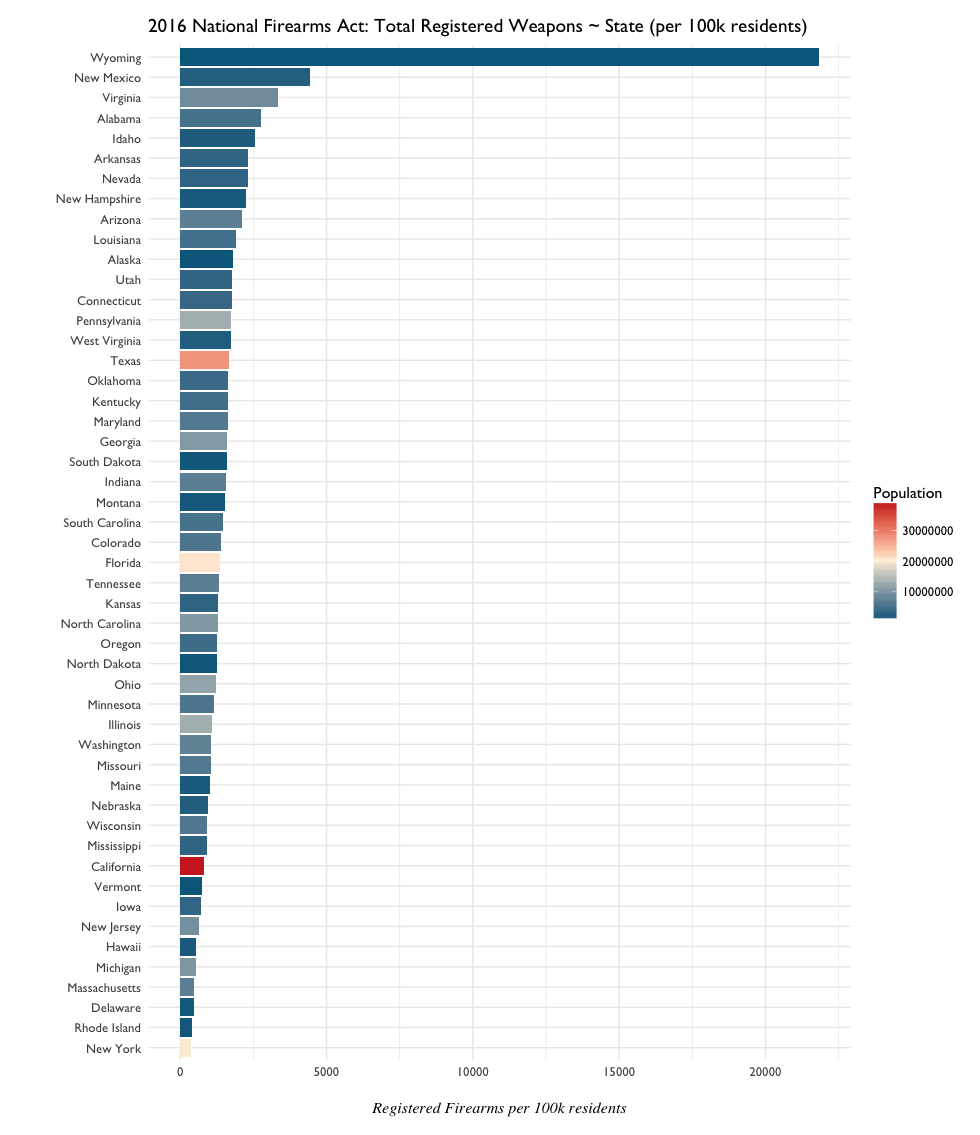 2016 National Firearms Act: Total Registered Weapons ~ State (per 100k residents)
Wyoming
New Mexico
Virginia
Alabama
Idaho
Arkansas
Nevada
New Hampshire
Arizona
Louisiana
Alaska
Utah
Connecticut
Pennsylvania
West Virginia
Texas
Oklahoma
Kentucky
Maryland
Georgia
South Dakota
Indiana
Montana
South Carolina
Colorado
Florida
Tennessee
Kansas
North Carolina
Oregon
North Dakota
Ohio
Minnesota
Illinois
Washington
Missouri
Maine
Nebraska
Wisconsin
Mississippi
California
Vermont
Iowa
New Jersey
Hawaii
Michigan
Massachusetts
Delaware
Rhode Island
New York
0 5000 10000 15000 20000
Registered Firearms per 100k residents
Population
30000000
20000000
10000000